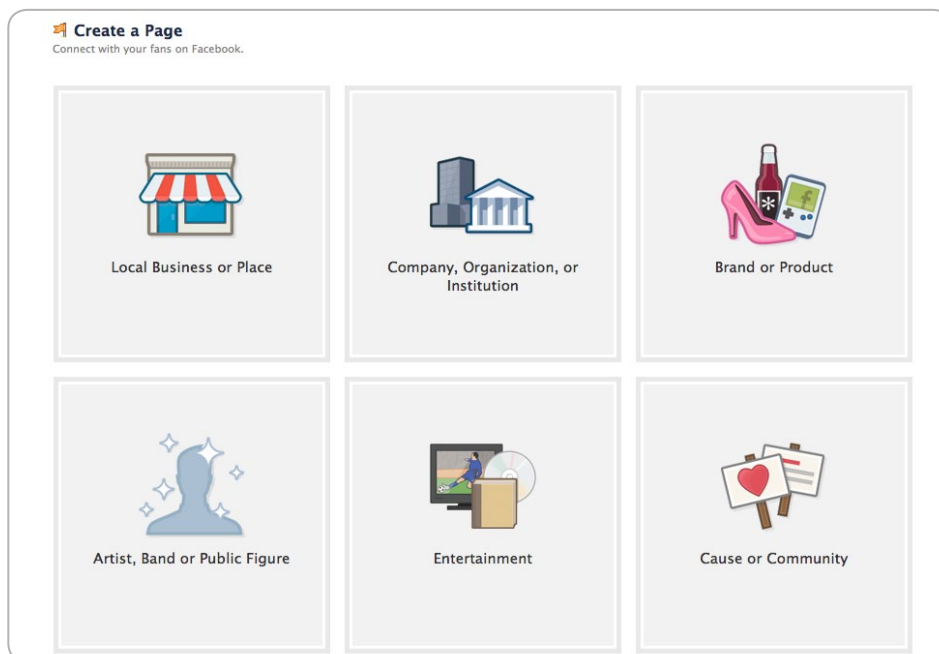 Create a Page
Connect with your fans on Facebook.
Local Business or Place
Company, Organization, or
Institution
Brand or Product
Artist, Band or Public Figure
Entertainment
Cause or Community